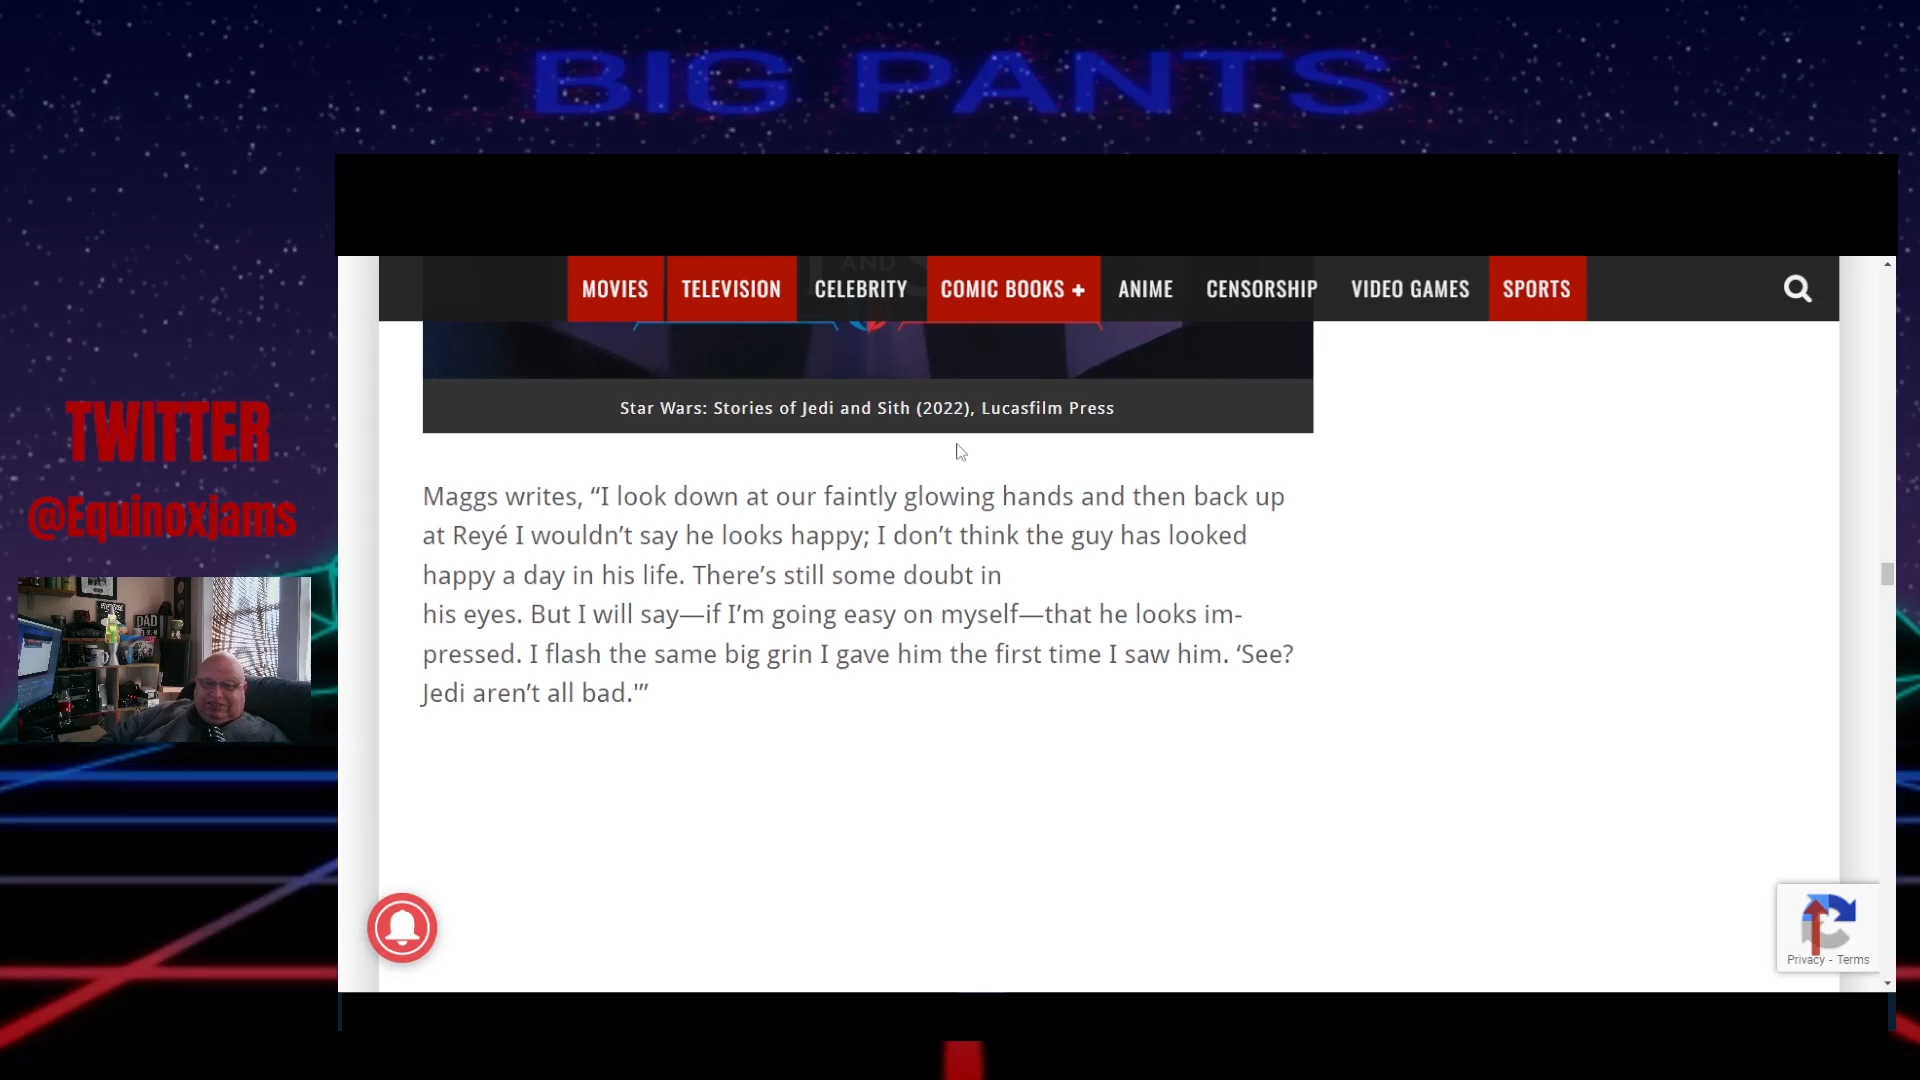 BIG PANTS
AND
MOVIES TELEVISION CELEBRITY COMIC BOOKS + ANIME CENSORSHIP VIDEO GAMES SPORTS
Star Wars: Stories of Jedi and Sith (2022), Lucasfilm Press
TWITTER
@Equinoxjams
DAD
Maggs writes, “I look down at our faintly glowing hands and then back up
at Reyé I wouldn’t say he looks happy; I don’t think the guy has looked
happy a day in his life. There’s still some doubt in
his eyes. But I will say—if I’m going easy on myself—that he looks im-
pressed. I flash the same big grin I gave him the first time I saw him. ‘See?
Jedi aren’t all bad.'”
Privacy - Terms